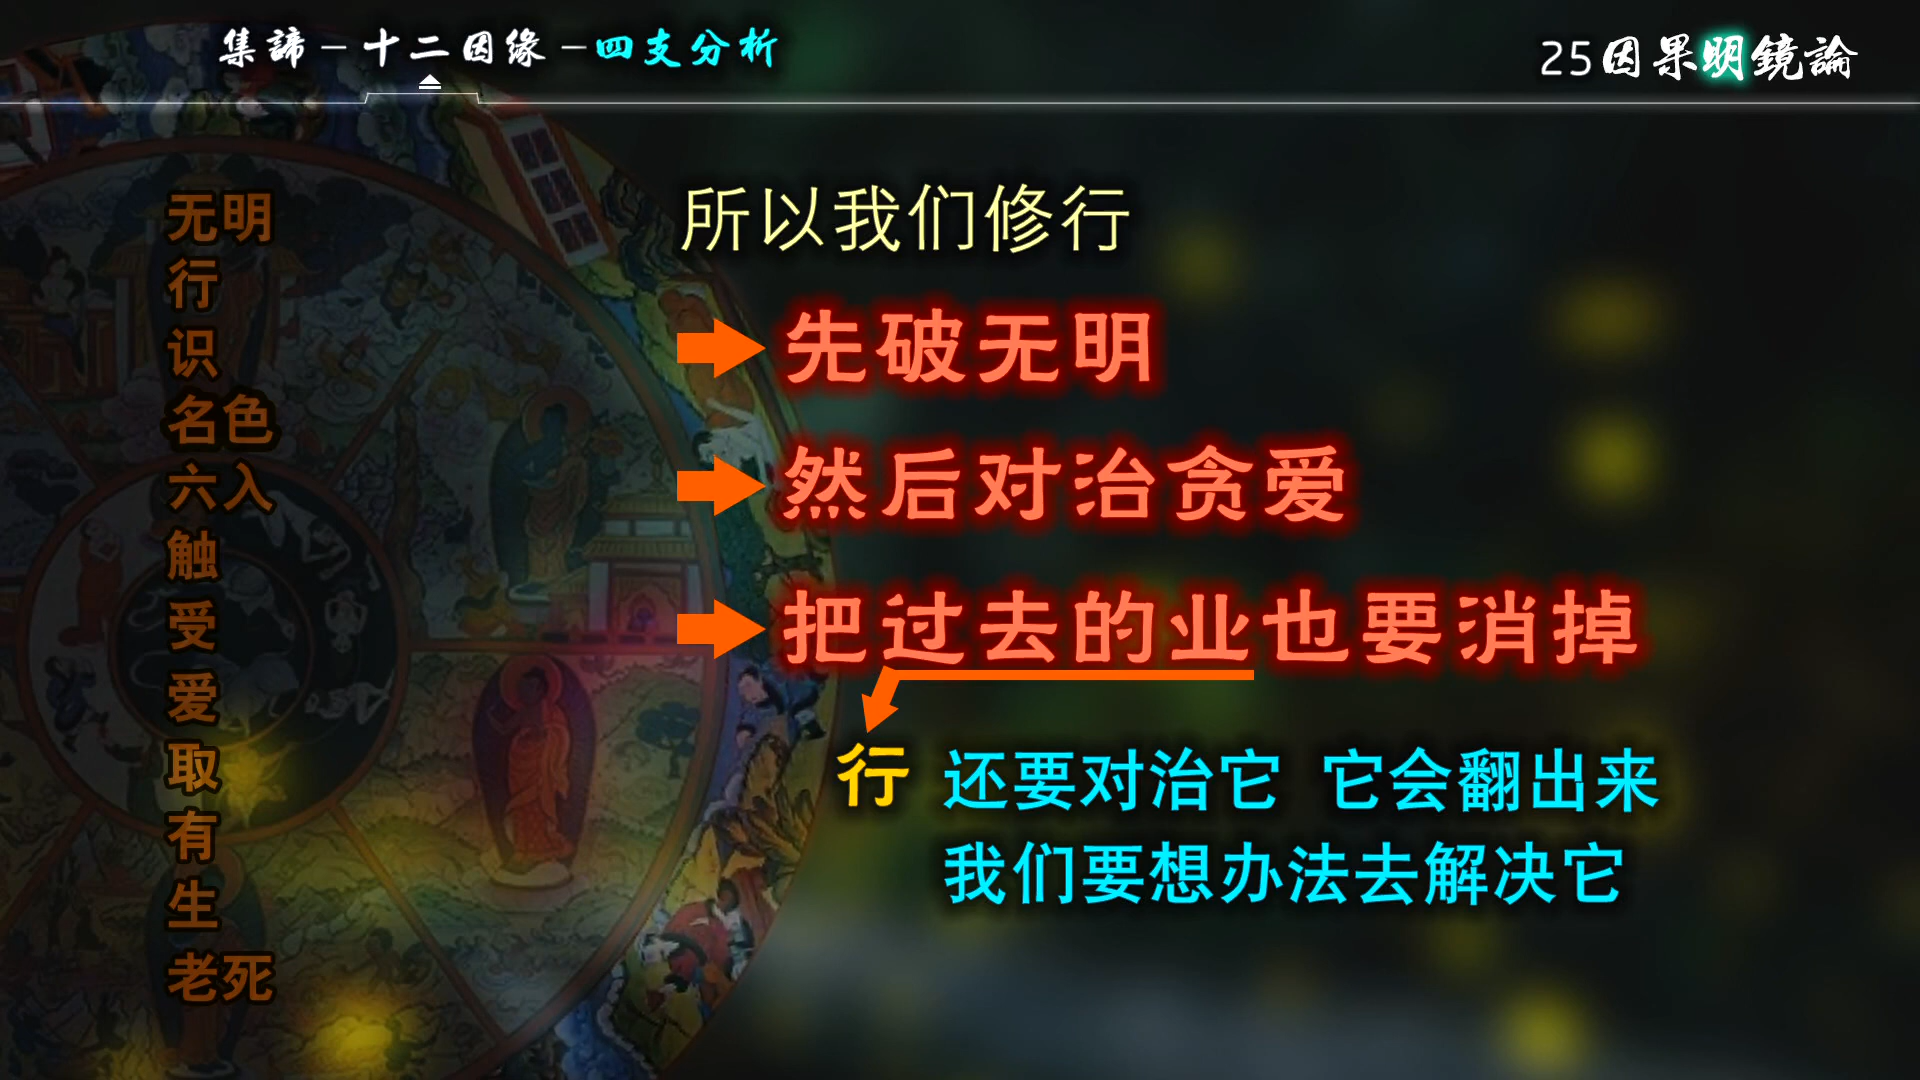 集諦－十二因缘－四支分析
25因果明鏡論
无明
行
识
名色
六入
触
受
爱
取
有
生
老死
所以我们修行
先破无明
然后对治贪爱
把过去的业也要消掉
行 还要对治它 它会翻出来
我们要想办法去解决它